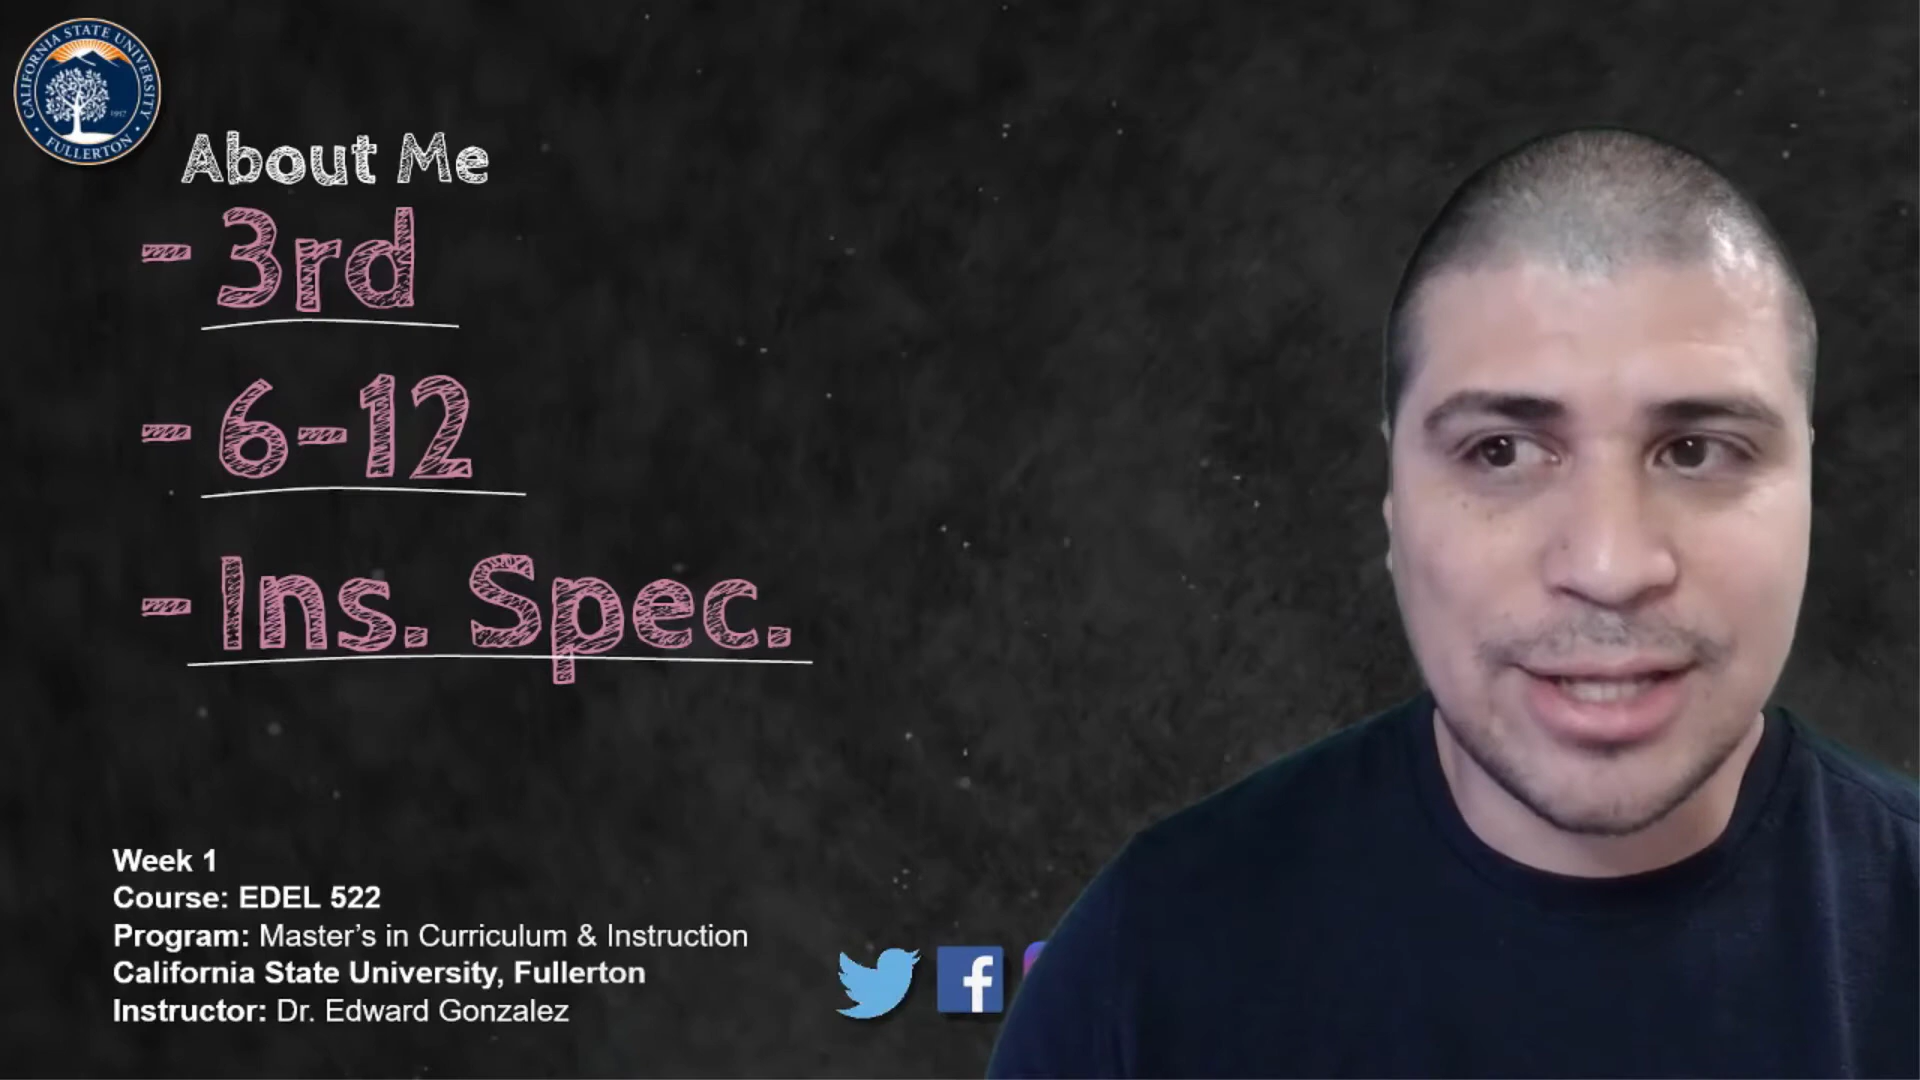 CALIFORNIA STATE UNIVERSITY
FULLERTON
1957
About Me
- 3rd
- 6-12
- Ins. Spec.
Week 1
Course: EDEL 522
Program: Master's in Curriculum & Instruction
California State University, Fullerton
Instructor: Dr. Edward Gonzalez
f